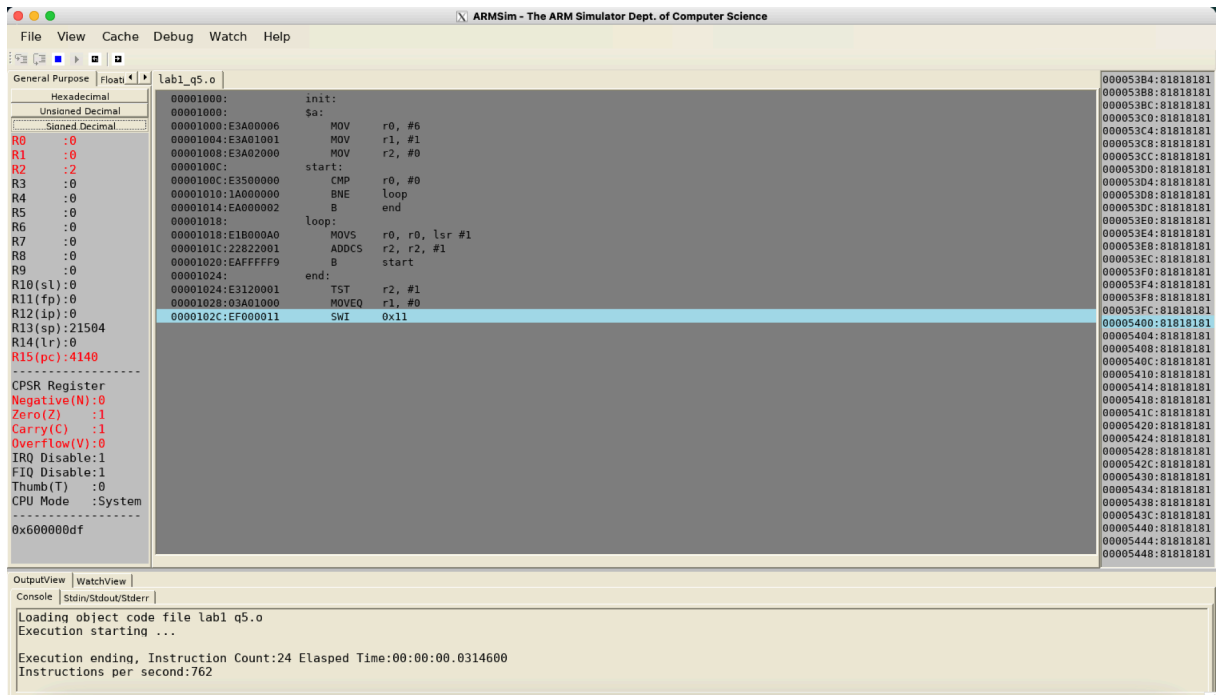 ARMSim - The ARM Simulator Dept. of Computer Science
File View Cache Debug Watch Help
General Purpose Floati
Hexadecimal
Unsigned Decimal
Signed Decimal
R0 :0
R1 :0
R2 :2
R3 :0
R4 :0
R5 :0
R6 :0
R7 :0
R8 :0
R9 :0
R10(sl):0
R11(fp):0
R12(ip):0
R13(sp):21504
R14(lr):0
R15(pc):4140
------------------
CPSR Register
Negative(N):0
Zero(Z) :1
Carry(C) :1
Overflow(V):0
IRQ Disable:1
FIQ Disable:1
Thumb(T) :0
CPU Mode :System
------------------
0x600000df
lab1_q5.o
00001000: init:
00001000: $a:
00001000:E3A00006 MOV r0, #6
00001004:E3A01001 MOV r1, #1
00001008:E3A02000 MOV r2, #0
0000100C: start:
0000100C:E3500000 CMP r0, #0
00001010:1A000000 BNE loop
00001014:EA000002 B end
00001018: loop:
00001018:E1B000A0 MOVS r0, r0, lsr #1
0000101C:22822001 ADDCS r2, r2, #1
00001020:EAFFFFF9 B start
00001024: end:
00001024:E3120001 TST r2, #1
00001028:03A01000 MOVEQ r1, #0
0000102C:EF000011 SWI 0x11
000053B4:81818181
000053B8:81818181
000053BC:81818181
000053C0:81818181
000053C4:81818181
000053C8:81818181
000053CC:81818181
000053D0:81818181
000053D4:81818181
000053D8:81818181
000053DC:81818181
000053E0:81818181
000053E4:81818181
000053E8:81818181
000053EC:81818181
000053F0:81818181
000053F4:81818181
000053F8:81818181
000053FC:81818181
00005400:81818181
00005404:81818181
00005408:81818181
0000540C:81818181
00005410:81818181
00005414:81818181
00005418:81818181
0000541C:81818181
00005420:81818181
00005424:81818181
00005428:81818181
0000542C:81818181
00005430:81818181
00005434:81818181
00005438:81818181
0000543C:81818181
00005440:81818181
00005444:81818181
00005448:81818181
OutputView WatchView
Console Stdin/Stdout/Stderr
Loading object code file lab1_q5.o
Execution starting ...
Execution ending, Instruction Count:24 Elasped Time:00:00:00.0314600
Instructions per second:762